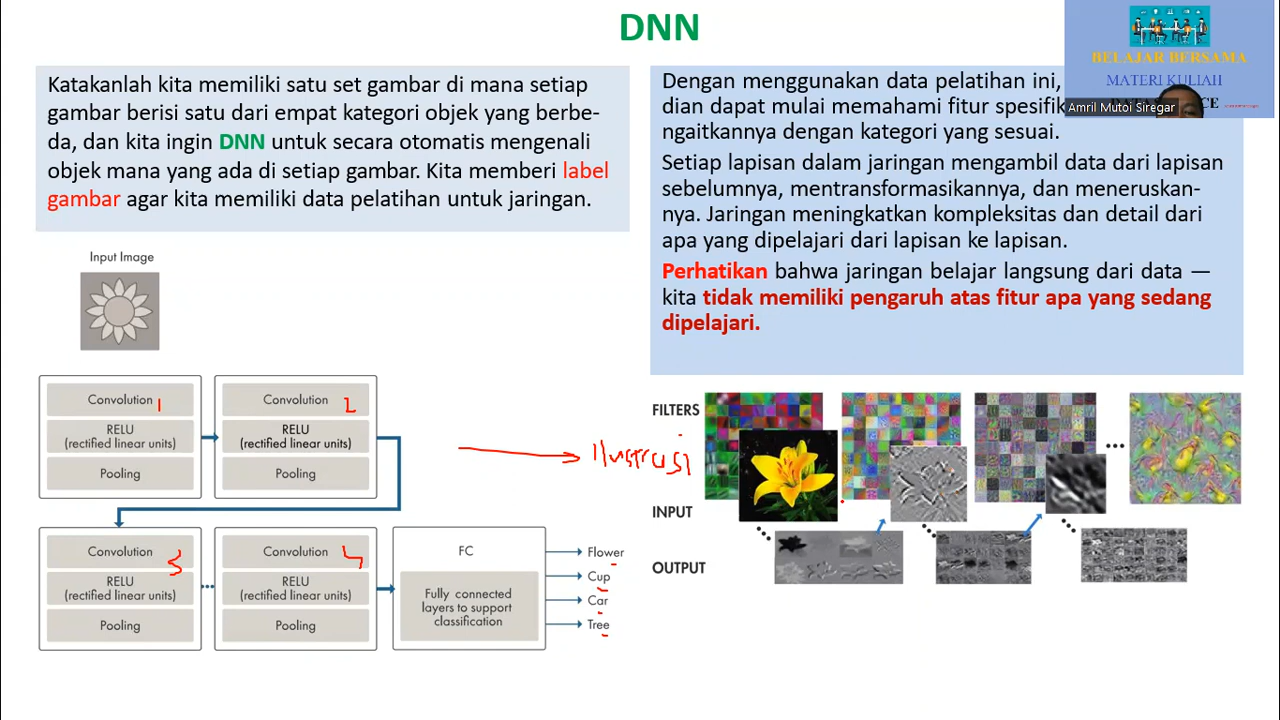 DNN
Katakanlah kita memiliki satu set gambar di mana setiap
gambar berisi satu dari empat kategori objek yang berbe-
da, dan kita ingin DNN untuk secara otomatis mengenali
objek mana yang ada di setiap gambar. Kita memberi label
gambar agar kita memiliki data pelatihan untuk jaringan.
Dengan menggunakan data pelatihan ini,
dian dapat mulai memahami fitur spesifik
ngaitkannya dengan kategori yang sesuai.
Setiap lapisan dalam jaringan mengambil data dari lapisan
sebelumnya, mentransformasikannya, dan meneruskan-
nya. Jaringan meningkatkan kompleksitas dan detail dari
apa yang dipelajari dari lapisan ke lapisan.
Perhatikan bahwa jaringan belajar langsung dari data —
kita tidak memiliki pengaruh atas fitur apa yang sedang
dipelajari.
BELAJAR BERSAMA
MATERI KULIAH
CE
Amril Mutoi Siregar
Input Image
Convolution 1
RELU
(rectified linear units)
Pooling
Convolution 2
RELU
(rectified linear units)
Pooling
Convolution 3
RELU
(rectified linear units)
Pooling
...
Convolution 4
RELU
(rectified linear units)
Pooling
FC
Fully connected
layers to support
classification
Flower
Cup
Car
Tree
Ilustrasi
FILTERS
...
INPUT
OUTPUT